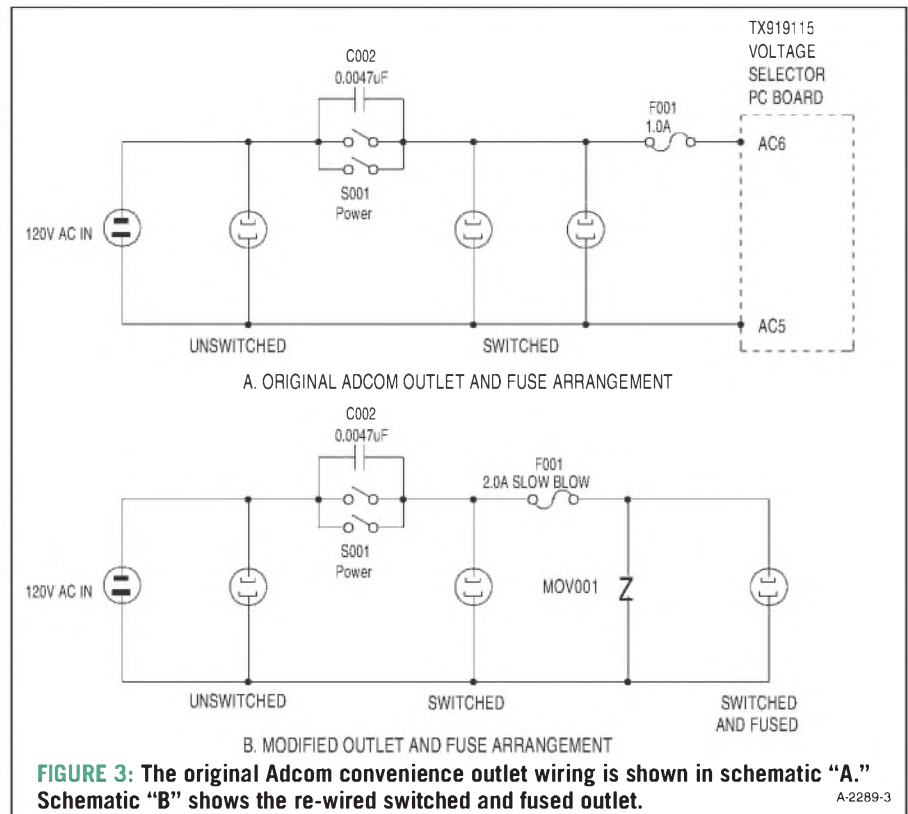 TX919115
VOLTAGE
SELECTOR
PC BOARD
C002
0.0047uF
F001
1.0A
AC6
S001
Power
120V AC IN
AC5
UNSWITCHED
SWITCHED
A. ORIGINAL ADCOM OUTLET AND FUSE ARRANGEMENT
C002
0.0047uF
F001
2.0A SLOW BLOW
S001
Power
120V AC IN
MOV001
UNSWITCHED
SWITCHED
SWITCHED
AND FUSED
B. MODIFIED OUTLET AND FUSE ARRANGEMENT
FIGURE 3: The original Adcom convenience outlet wiring is shown in schematic “A.”
Schematic “B” shows the re-wired switched and fused outlet.
A-2289-3